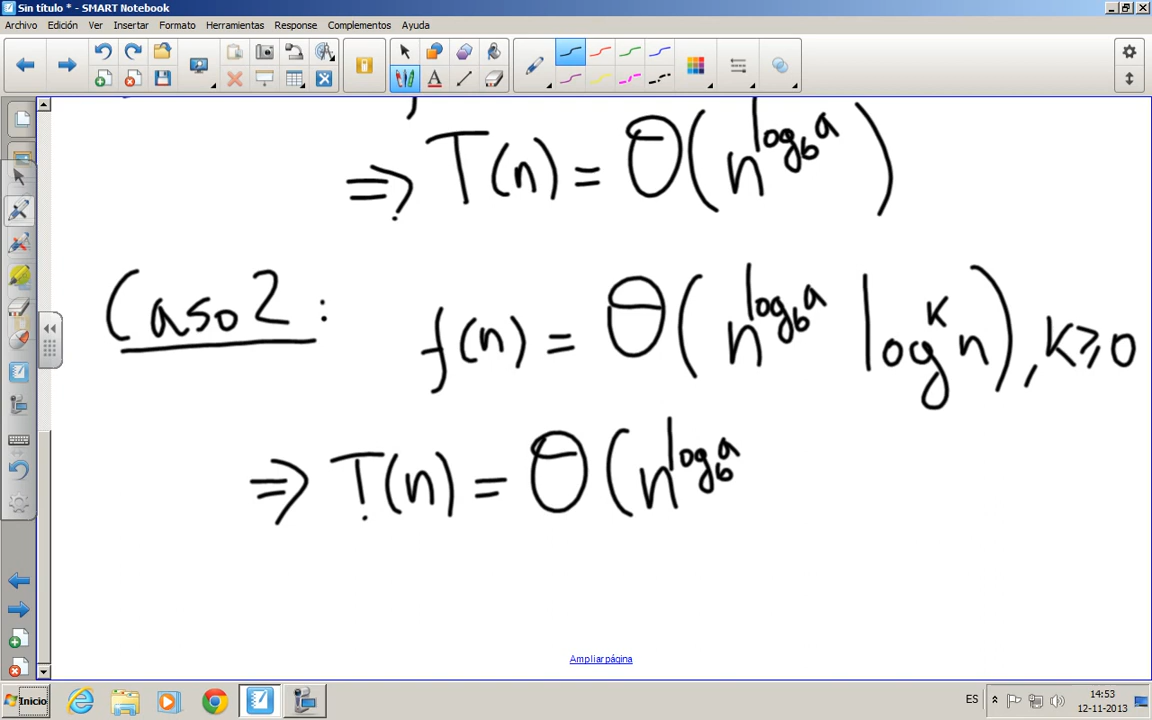 Sin título * - SMART Notebook
Archivo Edición Ver Insertar Formato Herramientas Response Complementos Ayuda
⇒ T(n) = Θ(n^{log_b a})
Caso 2: f(n) = Θ(n^{log_b a} log^k n), k ≥ 0
⇒ T(n) = Θ(n^{log_b a}
Ampliar página
Inicio
ES
14:53
12-11-2013